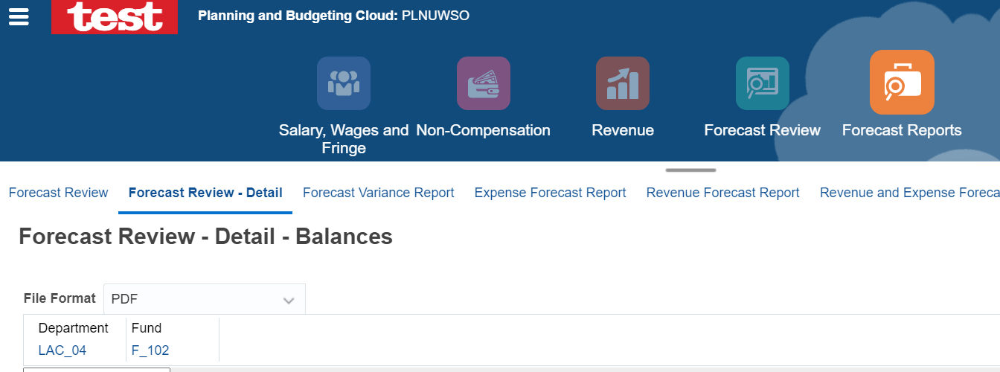 test
Planning and Budgeting Cloud: PLNUWSO
Salary, Wages and Fringe
Non-Compensation
Revenue
Forecast Review
Forecast Reports
Forecast Review
Forecast Review - Detail
Forecast Variance Report
Expense Forecast Report
Revenue Forecast Report
Revenue and Expense Foreca
Forecast Review - Detail - Balances
File Format PDF
Department Fund
LAC_04 F_102